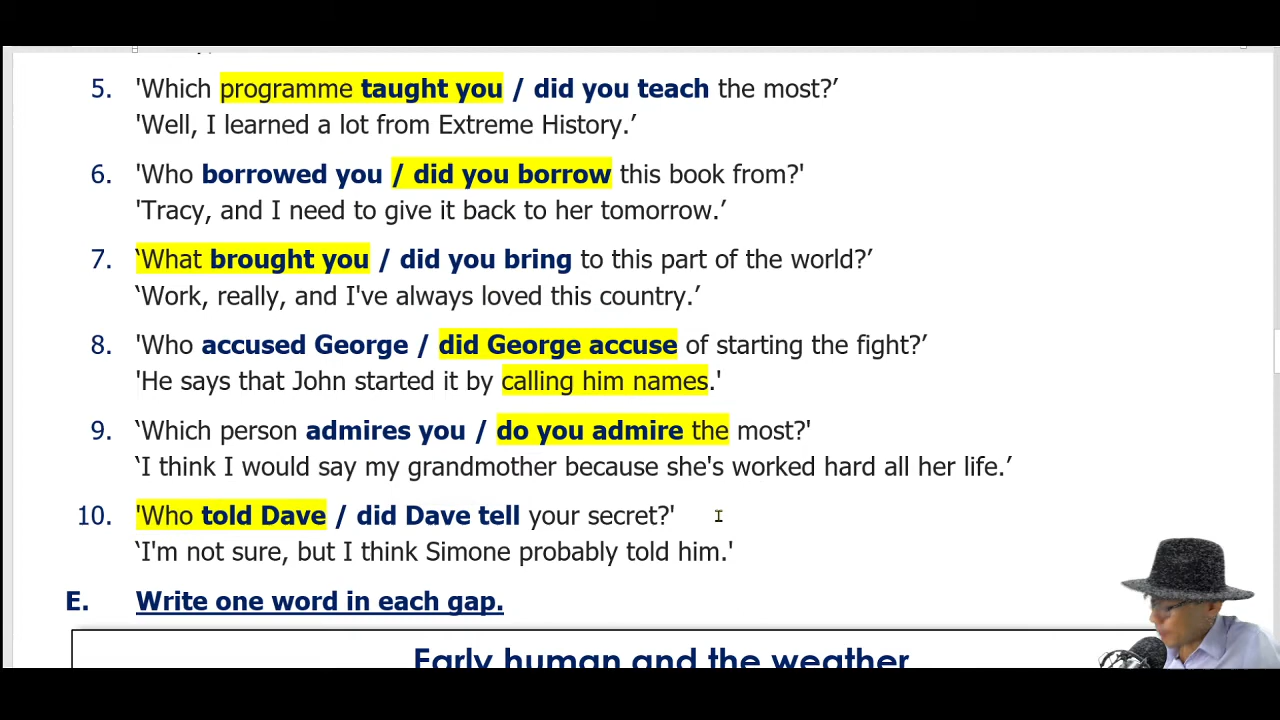 5. 'Which programme taught you / did you teach the most?’
'Well, I learned a lot from Extreme History.’
6. 'Who borrowed you / did you borrow this book from?'
'Tracy, and I need to give it back to her tomorrow.’
7. ‘What brought you / did you bring to this part of the world?’
‘Work, really, and I've always loved this country.’
8. 'Who accused George / did George accuse of starting the fight?’
'He says that John started it by calling him names.'
9. ‘Which person admires you / do you admire the most?'
‘I think I would say my grandmother because she's worked hard all her life.’
10. 'Who told Dave / did Dave tell your secret?'
‘I'm not sure, but I think Simone probably told him.'
E. Write one word in each gap.
Early human and the weather